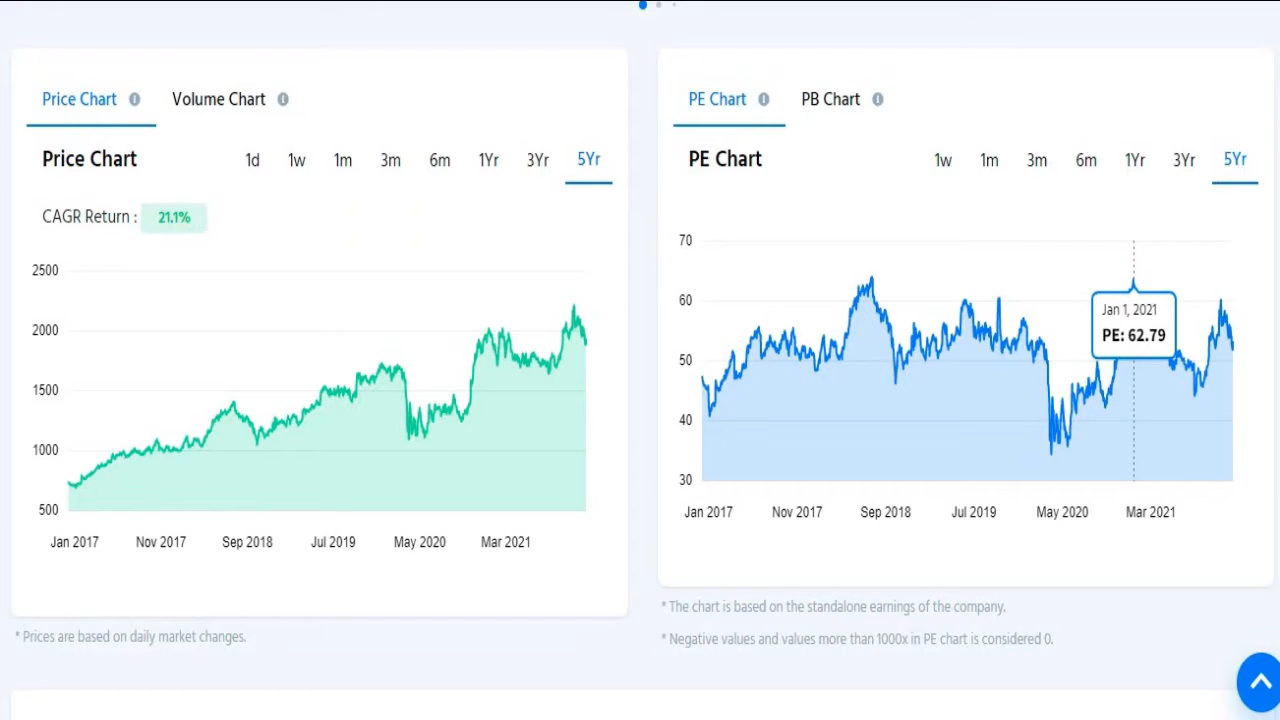 Price Chart Volume Chart
Price Chart 1d 1w 1m 3m 6m 1Yr 3Yr 5Yr
CAGR Return : 21.1%
2500
2000
1500
1000
500
Jan 2017 Nov 2017 Sep 2018 Jul 2019 May 2020 Mar 2021
* Prices are based on daily market changes.
PE Chart PB Chart
PE Chart 1w 1m 3m 6m 1Yr 3Yr 5Yr
70
60
50
40
30
Jan 1, 2021
PE: 62.79
Jan 2017 Nov 2017 Sep 2018 Jul 2019 May 2020 Mar 2021
* The chart is based on the standalone earnings of the company.
* Negative values and values more than 1000x in PE chart is considered 0.